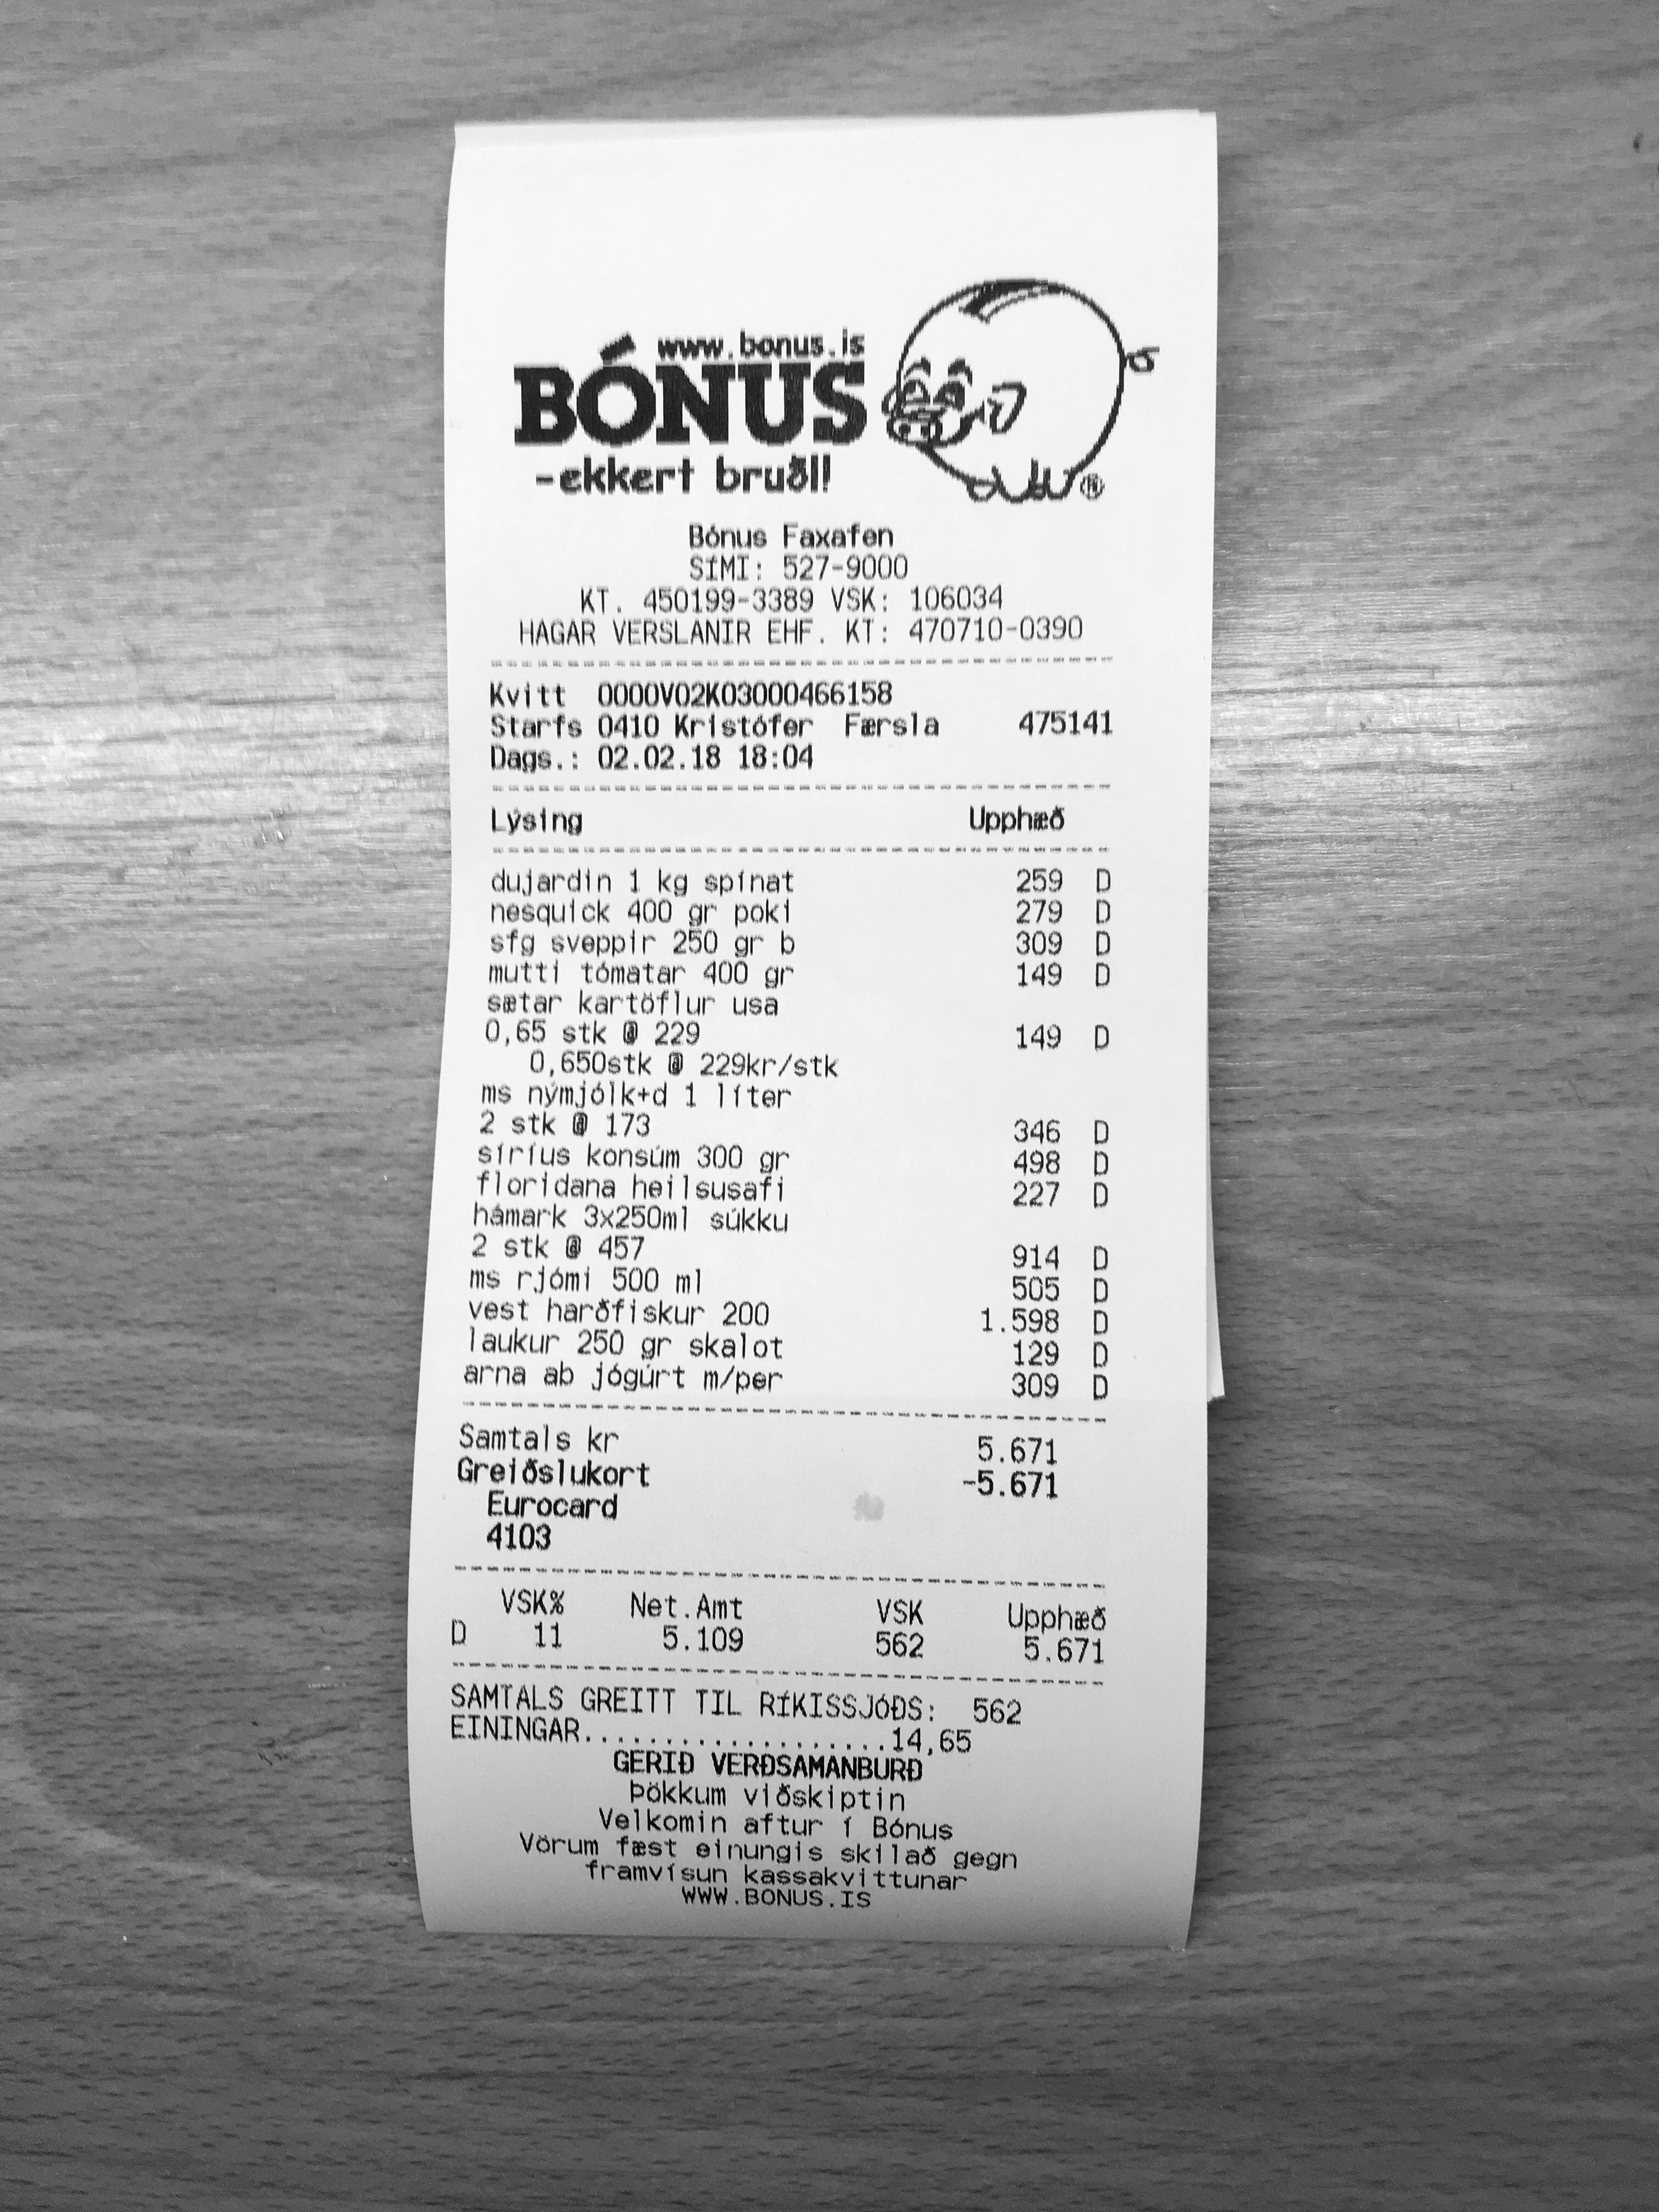 www.bonus.is
BÓNUS
-ekkert bruðl!
Bónus Faxafen
SÍMI: 527-9000
KT. 450199-3389 VSK: 106034
HAGAR VERSLANIR EHF. KT: 470710-0390
Kvitt 0000V02K03000466158
Starfs 0410 Kristófer Færsla 475141
Dags.: 02.02.18 18:04
Lýsing Upphæð
dujardin 1 kg spínat 259 D
nesquick 400 gr poki 279 D
sfg sveppir 250 gr b 309 D
mutti tómatar 400 gr 149 D
sætar kartöflur usa
0,65 stk @ 229 149 D
0,650stk @ 229kr/stk
ms nýmjólk+d 1 líter
2 stk @ 173 346 D
síríus konsúm 300 gr 498 D
floridana heilsusafi 227 D
hámark 3x250ml súkku
2 stk @ 457 914 D
ms rjómi 500 ml 505 D
vest harðfiskur 200 1.598 D
laukur 250 gr skalot 129 D
arna ab jógúrt m/per 309 D
Samtals kr 5.671
Greiðslukort -5.671
Eurocard
4103
VSK% Net.Amt VSK Upphæð
D 11 5.109 562 5.671
SAMTALS GREITT TIL RÍKISSJÓÐS: 562
EININGAR...................14,65
GERIÐ VERÐSAMANBURÐ
Þökkum viðskiptin
Velkomin aftur í Bónus
Vörum fæst einungis skilað gegn
framvísun kassakvittunar
WWW.BONUS.IS